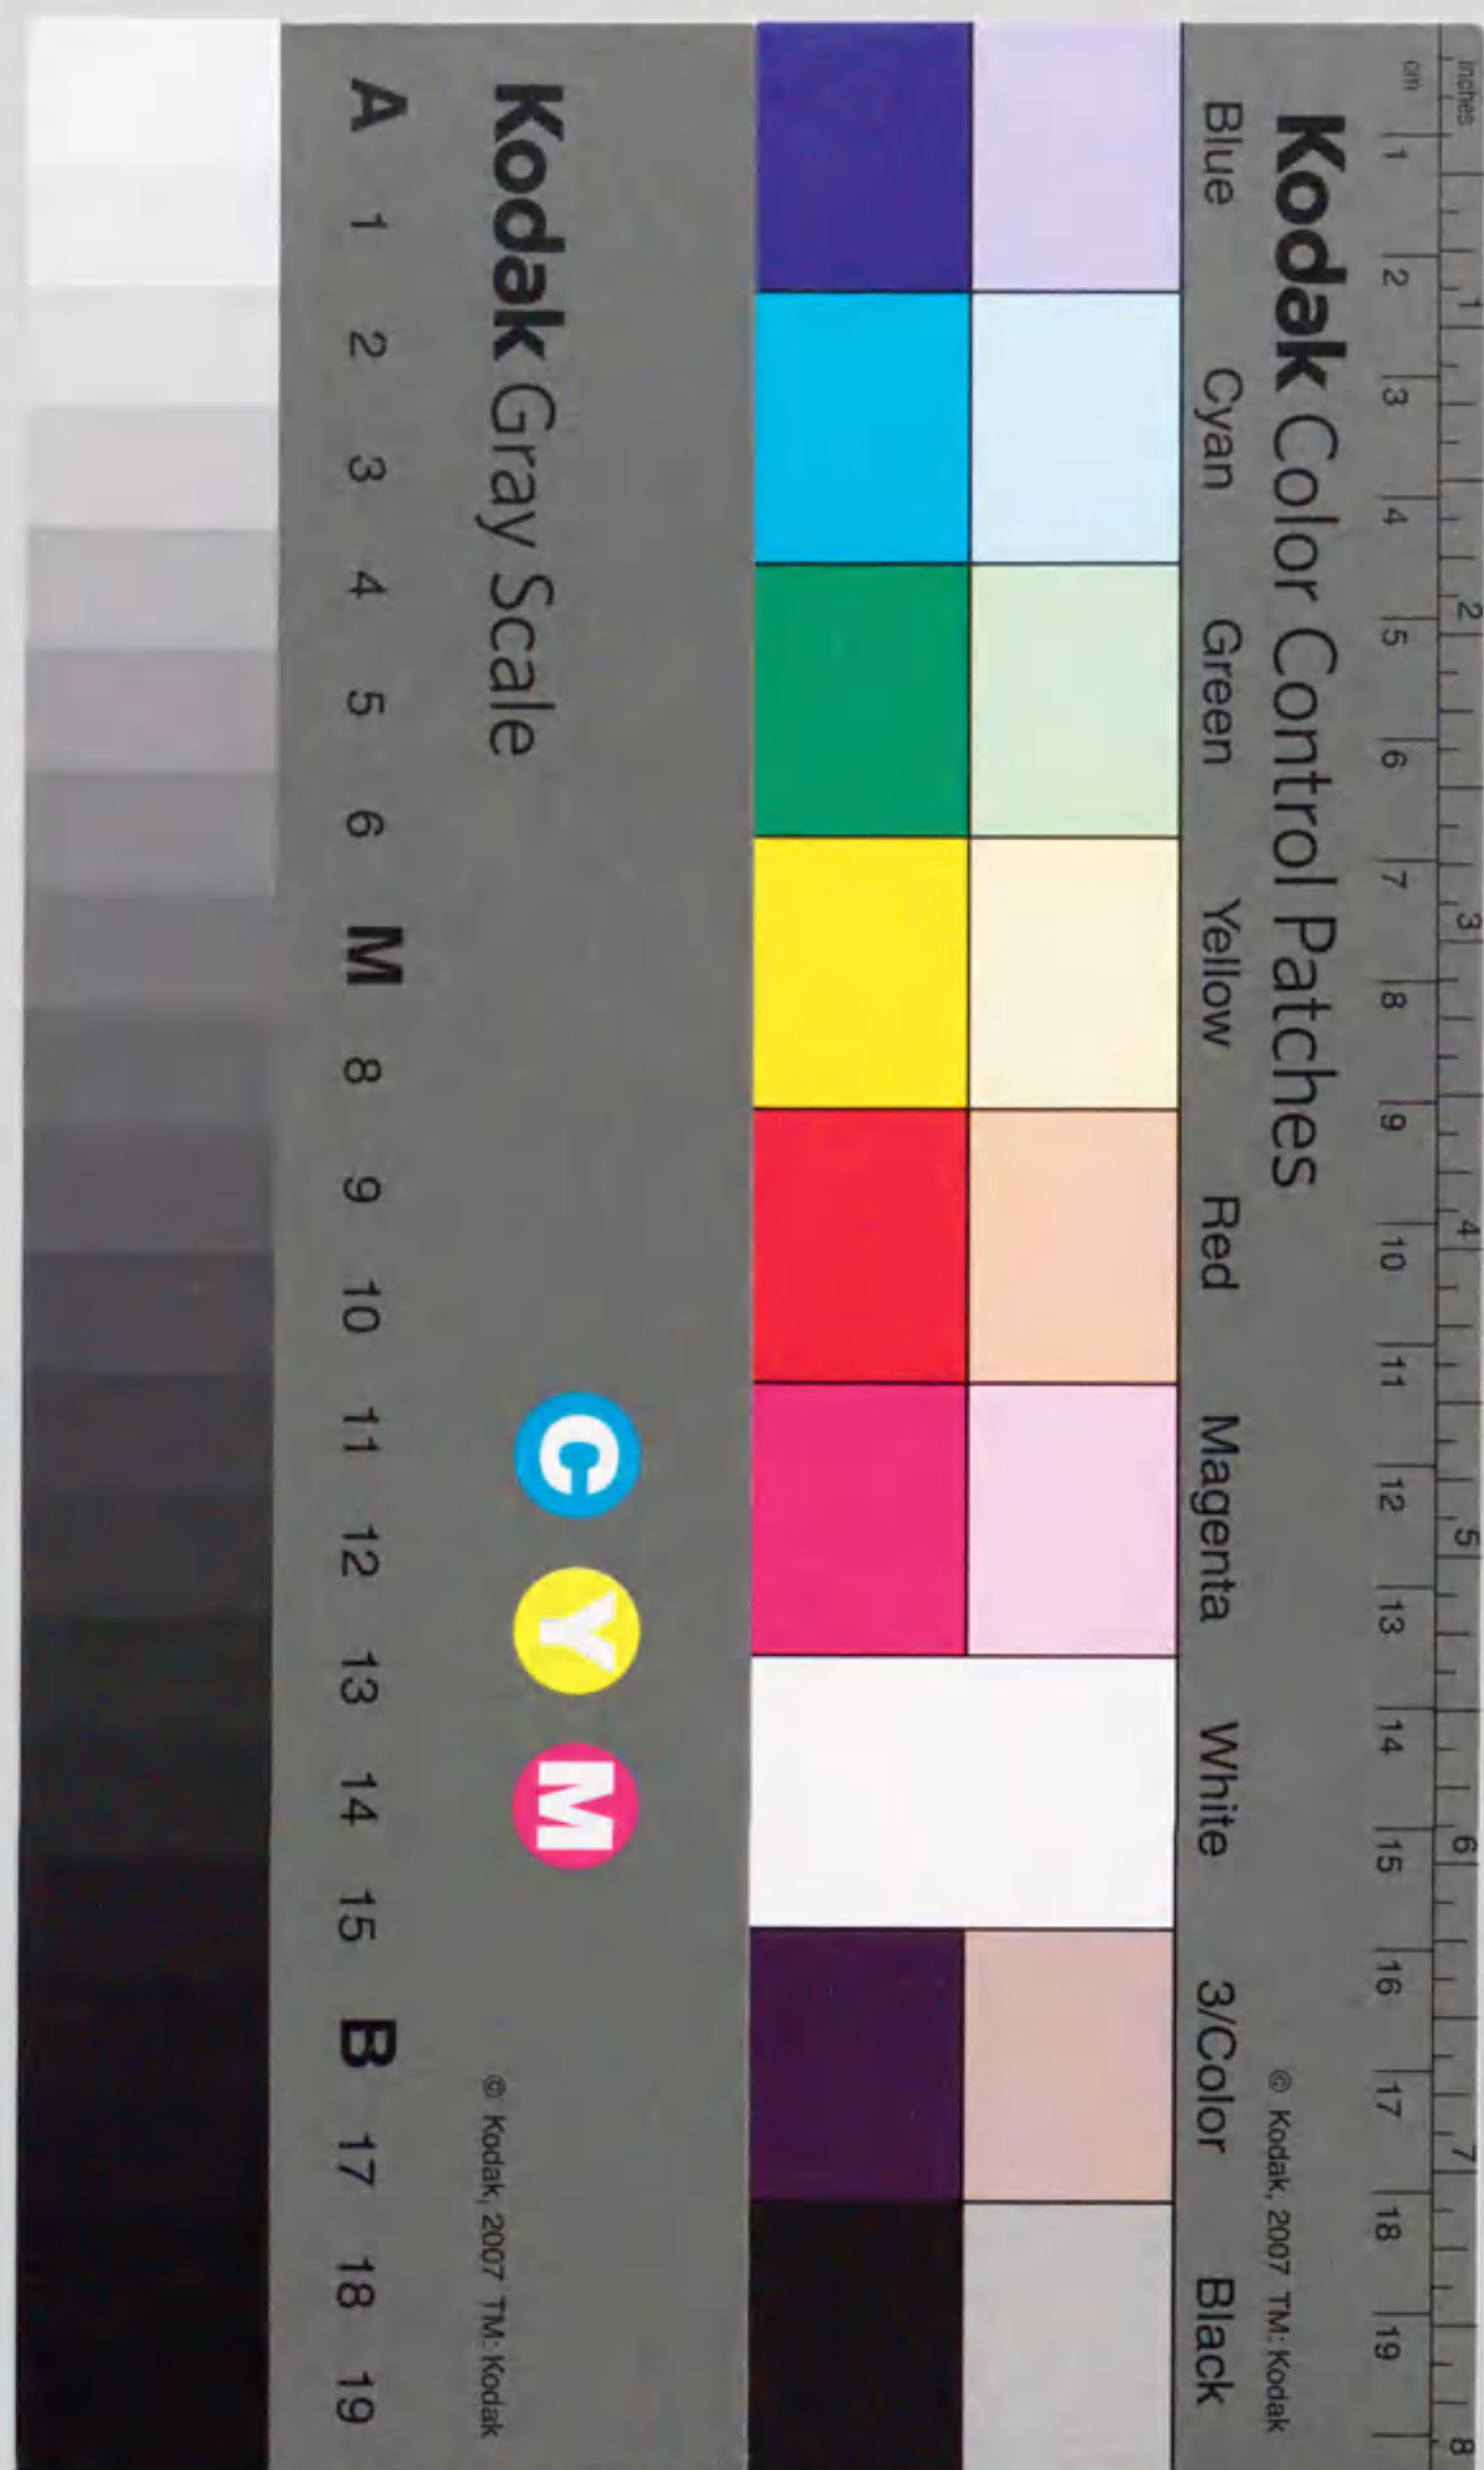 inches 1 2 3 4 5 6 7 8
cm 1 2 3 4 5 6 7 8 9 10 11 12 13 14 15 16 17 18 19
Kodak Color Control Patches © Kodak, 2007 TM: Kodak
Blue Cyan Green Yellow Red Magenta White 3/Color Black
C Y M
Kodak Gray Scale © Kodak, 2007 TM: Kodak
A 1 2 3 4 5 6 M 8 9 10 11 12 13 14 15 B 17 18 19